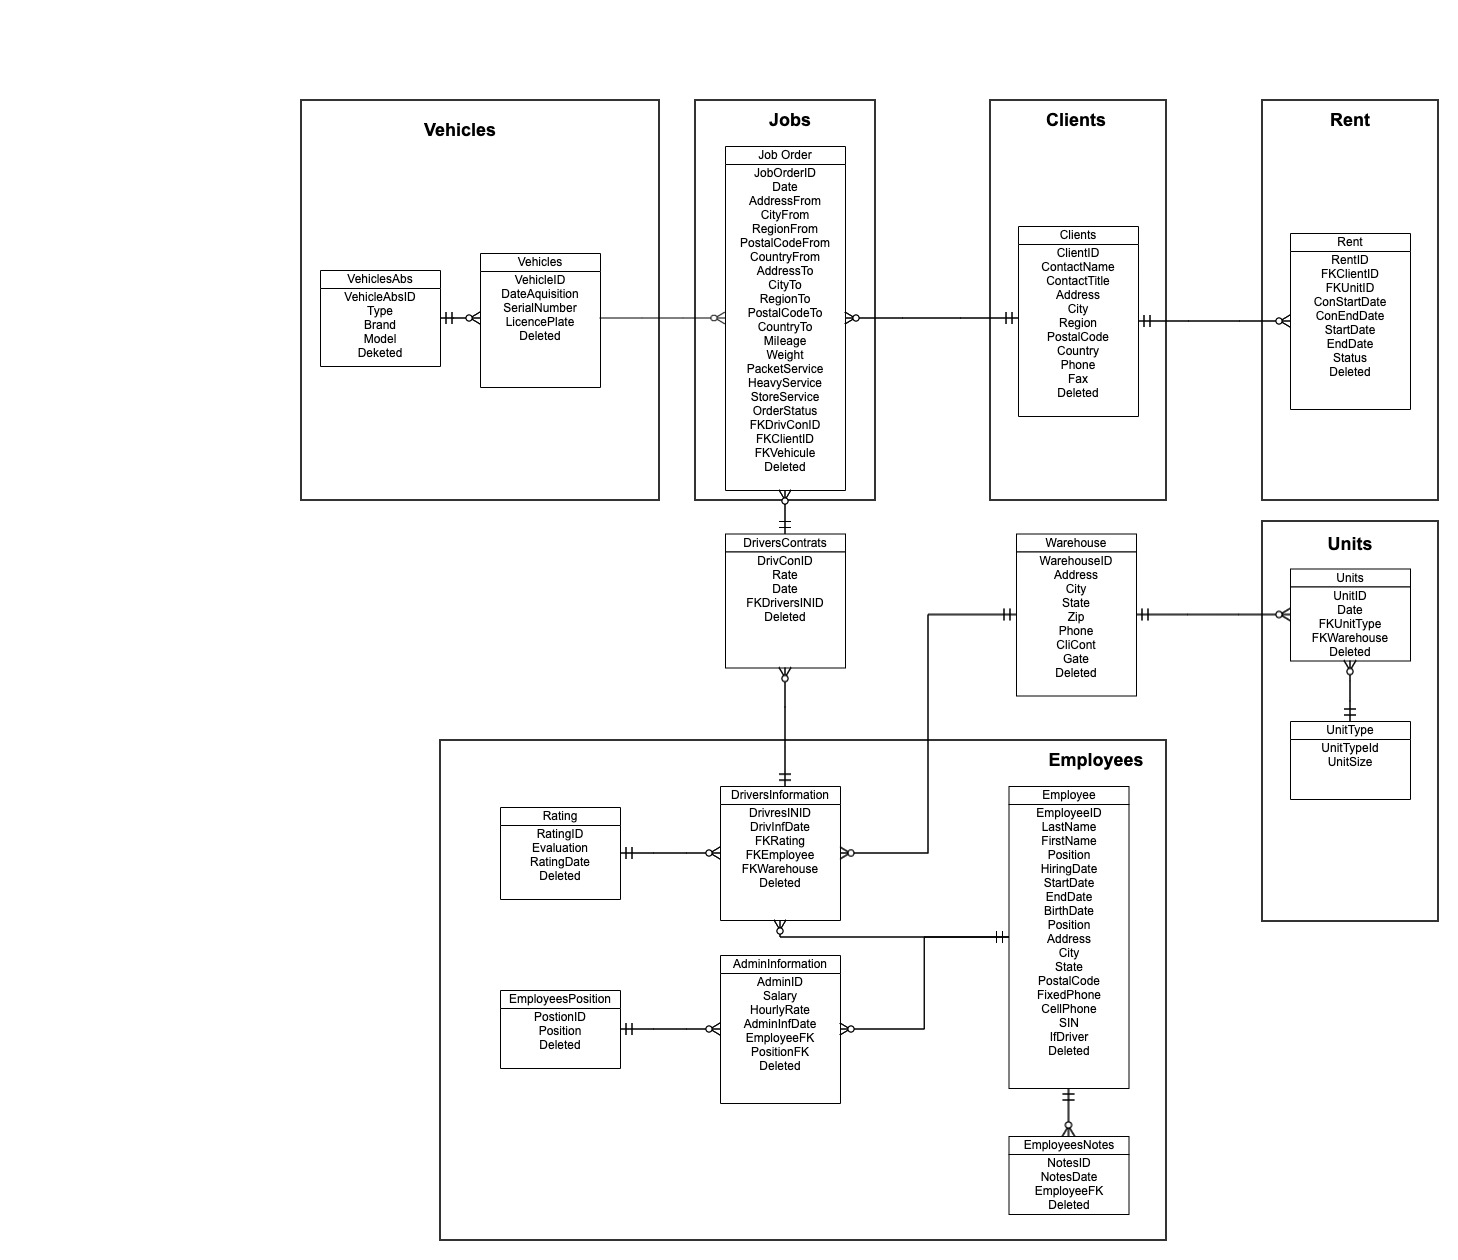 Vehicles
VehiclesAbs
VehicleAbsID
Type
Brand
Model
Deketed
Vehicles
VehicleID
DateAquisition
SerialNumber
LicencePlate
Deleted
Jobs
Job Order
JobOrderID
Date
AddressFrom
CityFrom
RegionFrom
PostalCodeFrom
CountryFrom
AddressTo
CityTo
RegionTo
PostalCodeTo
CountryTo
Mileage
Weight
PacketService
HeavyService
StoreService
OrderStatus
FKDrivConID
FKClientID
FKVehicule
Deleted
Clients
Clients
ClientID
ContactName
ContactTitle
Address
City
Region
PostalCode
Country
Phone
Fax
Deleted
Rent
Rent
RentID
FKClientID
FKUnitID
ConStartDate
ConEndDate
StartDate
EndDate
Status
Deleted
DriversContrats
DrivConID
Rate
Date
FKDriversINID
Deleted
Warehouse
WarehouseID
Address
City
State
Zip
Phone
CliCont
Gate
Deleted
Units
Units
UnitID
Date
FKUnitType
FKWarehouse
Deleted
UnitType
UnitTypeId
UnitSize
Employees
Rating
RatingID
Evaluation
RatingDate
Deleted
DriversInformation
DrivresINID
DrivInfDate
FKRating
FKEmployee
FKWarehouse
Deleted
EmployeesPosition
PostionID
Position
Deleted
AdminInformation
AdminID
Salary
HourlyRate
AdminInfDate
EmployeeFK
PositionFK
Deleted
Employee
EmployeeID
LastName
FirstName
Position
HiringDate
StartDate
EndDate
BirthDate
Position
Address
City
State
PostalCode
FixedPhone
CellPhone
SIN
IfDriver
Deleted
EmployeesNotes
NotesID
NotesDate
EmployeeFK
Deleted